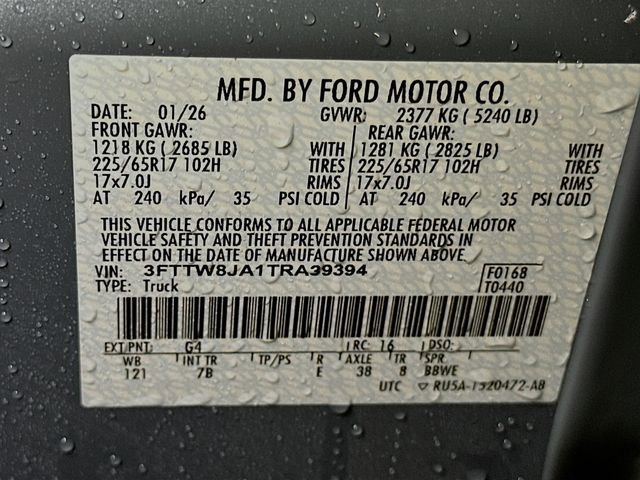 MFD. BY FORD MOTOR CO.
DATE: 01/26 GVWR: 2377 KG ( 5240 LB)
FRONT GAWR: REAR GAWR:
1218 KG ( 2685 LB) WITH 1281 KG ( 2825 LB) WITH
225/65R17 102H TIRES 225/65R17 102H TIRES
17x7.0J RIMS 17x7.0J RIMS
AT 240 kPa/ 35 PSI COLD AT 240 kPa/ 35 PSI COLD
THIS VEHICLE CONFORMS TO ALL APPLICABLE FEDERAL MOTOR
VEHICLE SAFETY AND THEFT PREVENTION STANDARDS IN
EFFECT ON THE DATE OF MANUFACTURE SHOWN ABOVE.
VIN: 3FTTW8JA1TRA39394 F0168
TYPE: Truck T0440
EXT PNT: G4 RC: 16 DSO:
WB INT TR TP/PS R AXLE TR SPR
121 7B E 38 8 BBWE
UTC ▽ RU5A-1520472-AB